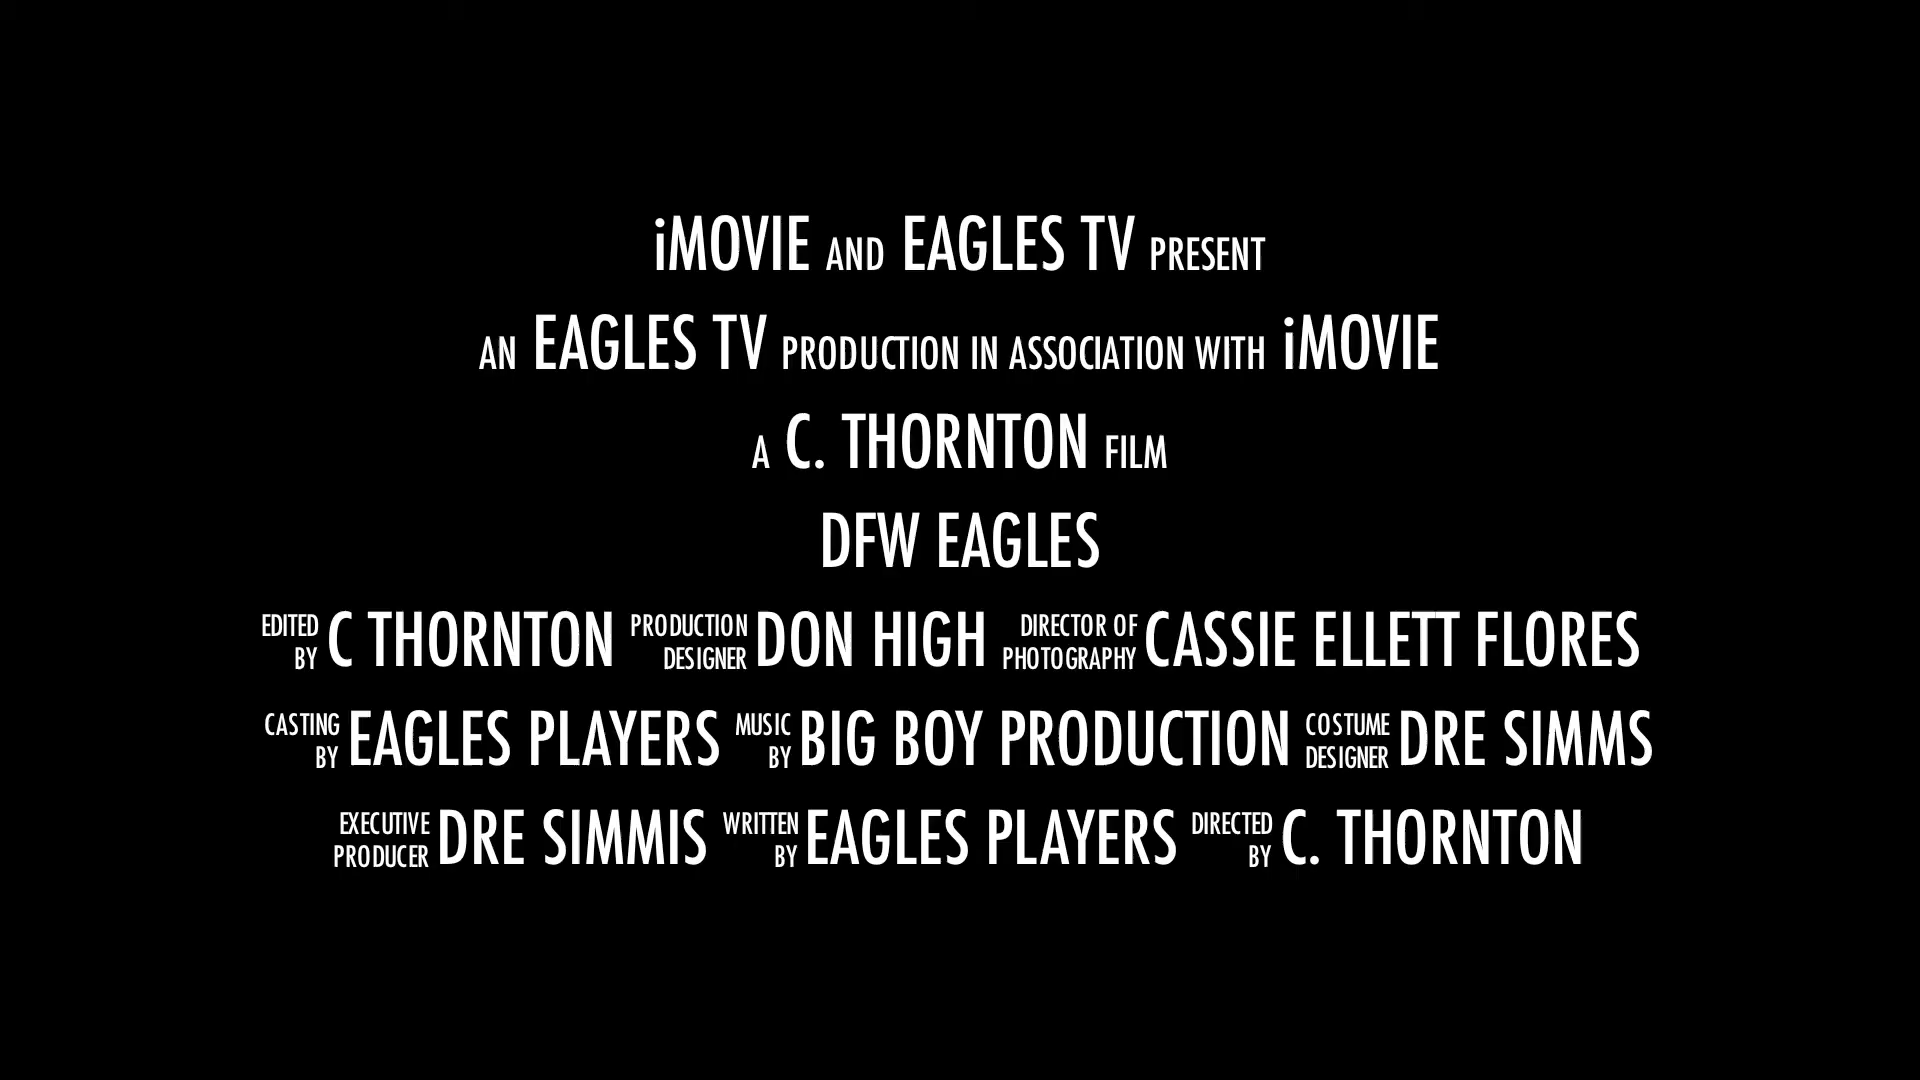 iMOVIE AND EAGLES TV PRESENT
AN EAGLES TV PRODUCTION IN ASSOCIATION WITH iMOVIE
A C. THORNTON FILM
DFW EAGLES
EDITED BY C THORNTON PRODUCTION DESIGNER DON HIGH DIRECTOR OF PHOTOGRAPHY CASSIE ELLETT FLORES
CASTING BY EAGLES PLAYERS MUSIC BY BIG BOY PRODUCTION COSTUME DESIGNER DRE SIMMS
EXECUTIVE PRODUCER DRE SIMMIS WRITTEN BY EAGLES PLAYERS DIRECTED BY C. THORNTON